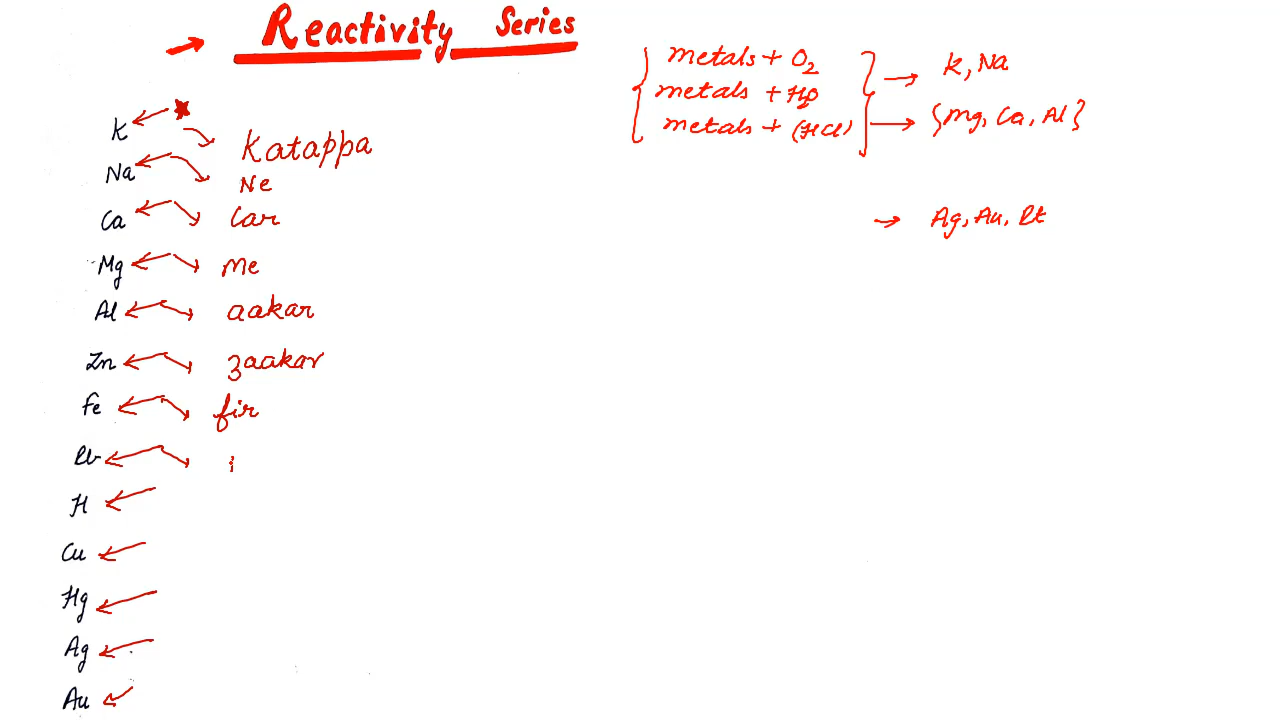 Reactivity Series
metals + O2
metals + H2O
metals + (HCl)
K, Na
{Mg, Ca, Al}
Ag, Au, Pt
K
Katappa
Na
Ne
Ca
Car
Mg
Me
Al
aakar
Zn
zaakar
Fe
fir
Pb
H
Cu
Hg
Ag
Au